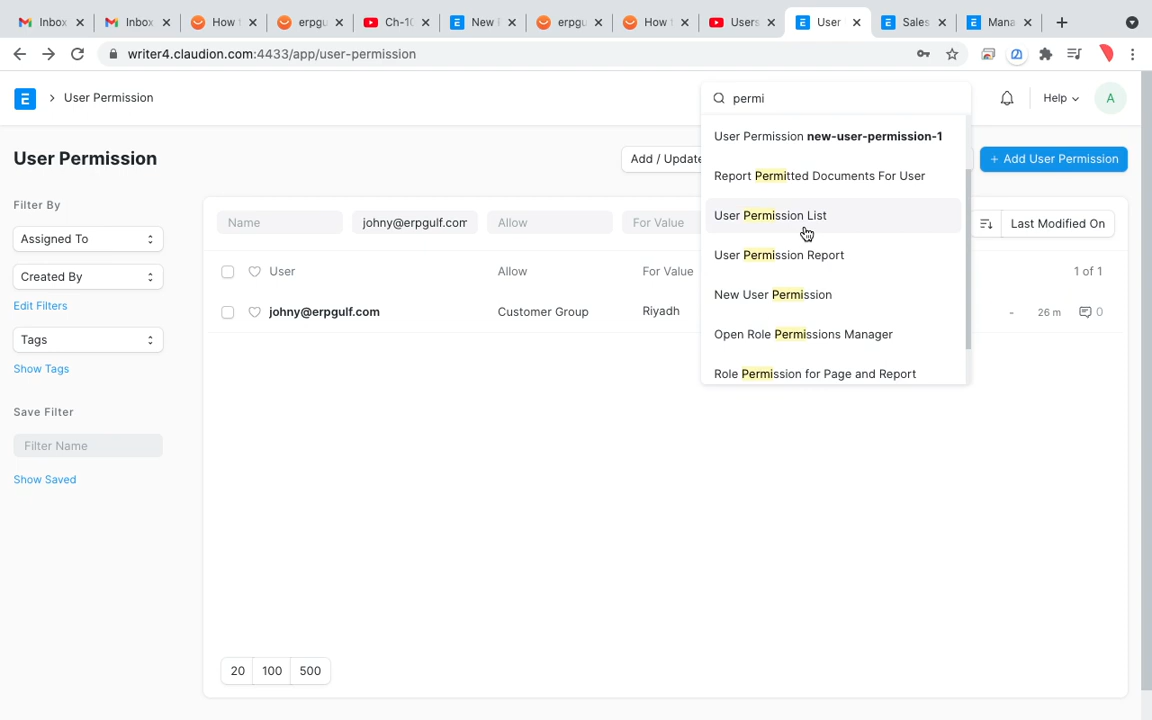 Inbox
Inbox
How t
erpgu
Ch-10
New F
erpgu
How t
Users
User
Sales
Mana
writer4.claudion.com:4433/app/user-permission
E
User Permission
permi
Help
A
User Permission
Add / Update
+ Add User Permission
User Permission new-user-permission-1
Report Permitted Documents For User
User Permission List
User Permission Report
New User Permission
Open Role Permissions Manager
Role Permission for Page and Report
Filter By
Assigned To
Created By
Edit Filters
Tags
Show Tags
Save Filter
Filter Name
Show Saved
Name
johny@erpgulf.com
Allow
For Value
Last Modified On
User
Allow
For Value
1 of 1
johny@erpgulf.com
Customer Group
Riyadh
-
26 m
0
20
100
500